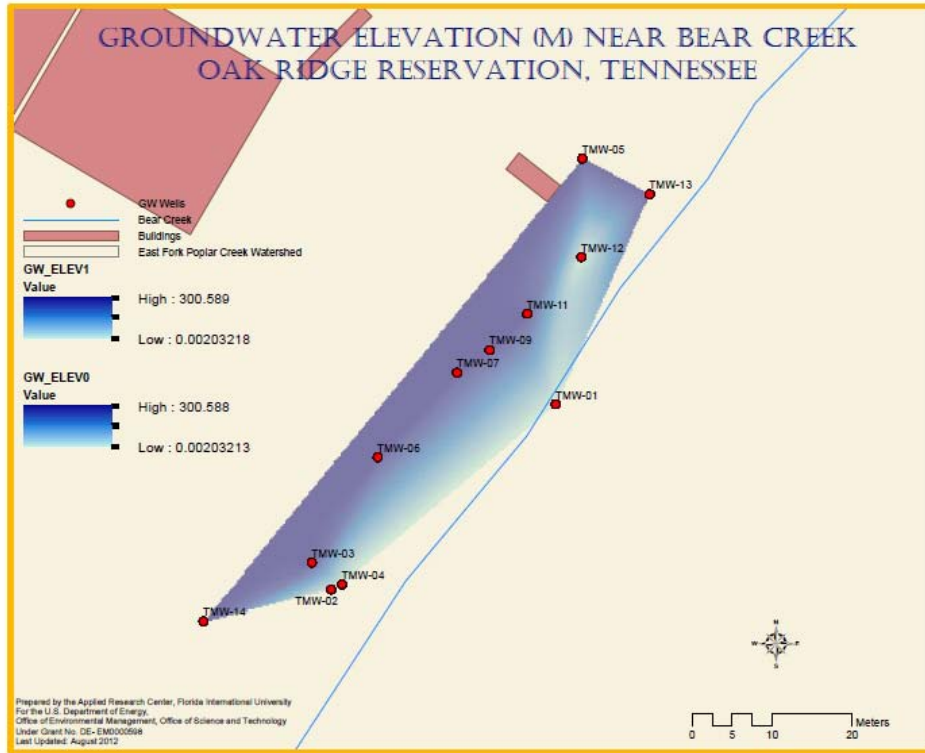 GROUNDWATER ELEVATION (M) NEAR BEAR CREEK
OAK RIDGE RESERVATION, TENNESSEE
TMW-05
TMW-13
GW Wells
Bear Creek
Buildings
East Fork Poplar Creek Watershed
TMW-12
GW_ELEV1
Value
High : 300.589
Low : 0.00203218
TMW-11
TMW-09
TMW-07
GW_ELEV0
Value
High : 300.588
Low : 0.00203213
TMW-01
TMW-06
TMW-03
TMW-04
TMW-02
TMW-14
N
W
E
S
Prepared by the Applied Research Center, Florida International University
For the U.S. Department of Energy,
Office of Environmental Management, Office of Science and Technology
Under Grant No. DE- EM0000598
Last Updated: August 2012
Meters
0 5 10 20